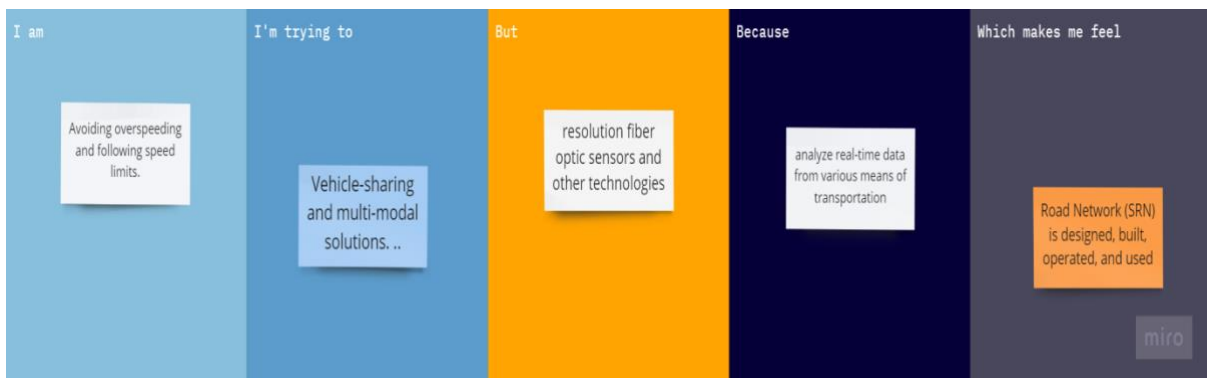 I am
Avoiding overspeeding
and following speed
limits.
I'm trying to
Vehicle-sharing
and multi-modal
solutions. ..
But
resolution fiber
optic sensors and
other technologies
Because
analyze real-time data
from various means of
transportation
Which makes me feel
Road Network (SRN)
is designed, built,
operated, and used
miro